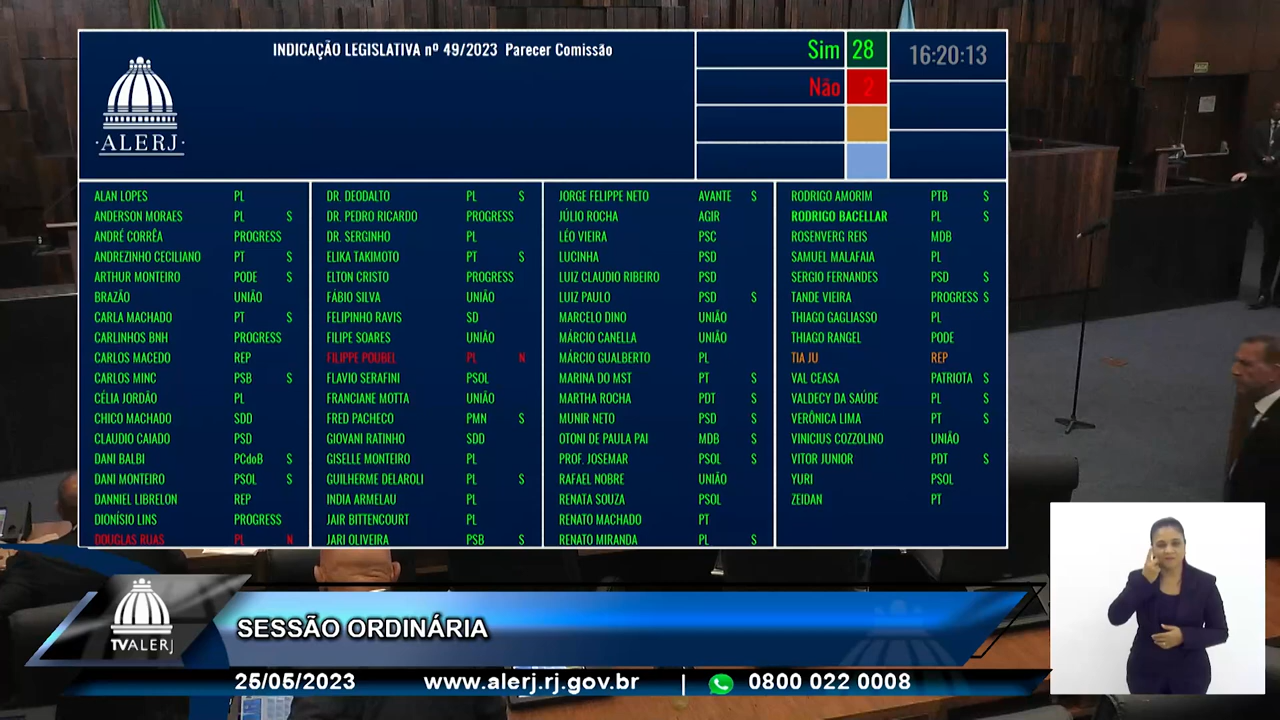 INDICAÇÃO LEGISLATIVA nº 49/2023 Parecer Comissão
ALERJ
Sim 28
Não 2
16:20:13
ALAN LOPES PL
ANDERSON MORAES PL S
ANDRÉ CORRÊA PROGRESS
ANDREZINHO CECILIANO PT S
ARTHUR MONTEIRO PODE S
BRAZÃO UNIÃO
CARLA MACHADO PT S
CARLINHOS BNH PROGRESS
CARLOS MACEDO REP
CARLOS MINC PSB S
CÉLIA JORDÃO PL
CHICO MACHADO SDD
CLAUDIO CAIADO PSD
DANI BALBI PCdoB S
DANI MONTEIRO PSOL S
DANNIEL LIBRELON REP
DIONÍSIO LINS PROGRESS
DOUGLAS RUAS PL N
DR. DEODALTO PL S
DR. PEDRO RICARDO PROGRESS
DR. SERGINHO PL
ELIKA TAKIMOTO PT S
ELTON CRISTO PROGRESS
FÁBIO SILVA UNIÃO
FELIPINHO RAVIS SD
FILIPE SOARES UNIÃO
FILIPPE POUBEL PL N
FLAVIO SERAFINI PSOL
FRANCIANE MOTTA UNIÃO
FRED PACHECO PMN S
GIOVANI RATINHO SDD
GISELLE MONTEIRO PL
GUILHERME DELAROLI PL S
INDIA ARMELAU PL
JAIR BITTENCOURT PL
JARI OLIVEIRA PSB S
JORGE FELIPPE NETO AVANTE S
JÚLIO ROCHA AGIR
LÉO VIEIRA PSC
LUCINHA PSD
LUIZ CLAUDIO RIBEIRO PSD
LUIZ PAULO PSD S
MARCELO DINO UNIÃO
MÁRCIO CANELLA UNIÃO
MÁRCIO GUALBERTO PL
MARINA DO MST PT S
MARTHA ROCHA PDT S
MUNIR NETO PSD S
OTONI DE PAULA PAI MDB S
PROF. JOSEMAR PSOL S
RAFAEL NOBRE UNIÃO
RENATA SOUZA PSOL
RENATO MACHADO PT
RENATO MIRANDA PL S
RODRIGO AMORIM PTB S
RODRIGO BACELLAR PL S
ROSENVERG REIS MDB
SAMUEL MALAFAIA PL
SERGIO FERNANDES PSD S
TANDE VIEIRA PROGRESS S
THIAGO GAGLIASSO PL
THIAGO RANGEL PODE
TIA JU REP
VAL CEASA PATRIOTA S
VALDECY DA SAÚDE PL S
VERÔNICA LIMA PT S
VINICIUS COZZOLINO UNIÃO
VITOR JUNIOR PDT S
YURI PSOL
ZEIDAN PT
TVALERJ
SESSÃO ORDINÁRIA
25/05/2023 www.alerj.rj.gov.br | 0800 022 0008